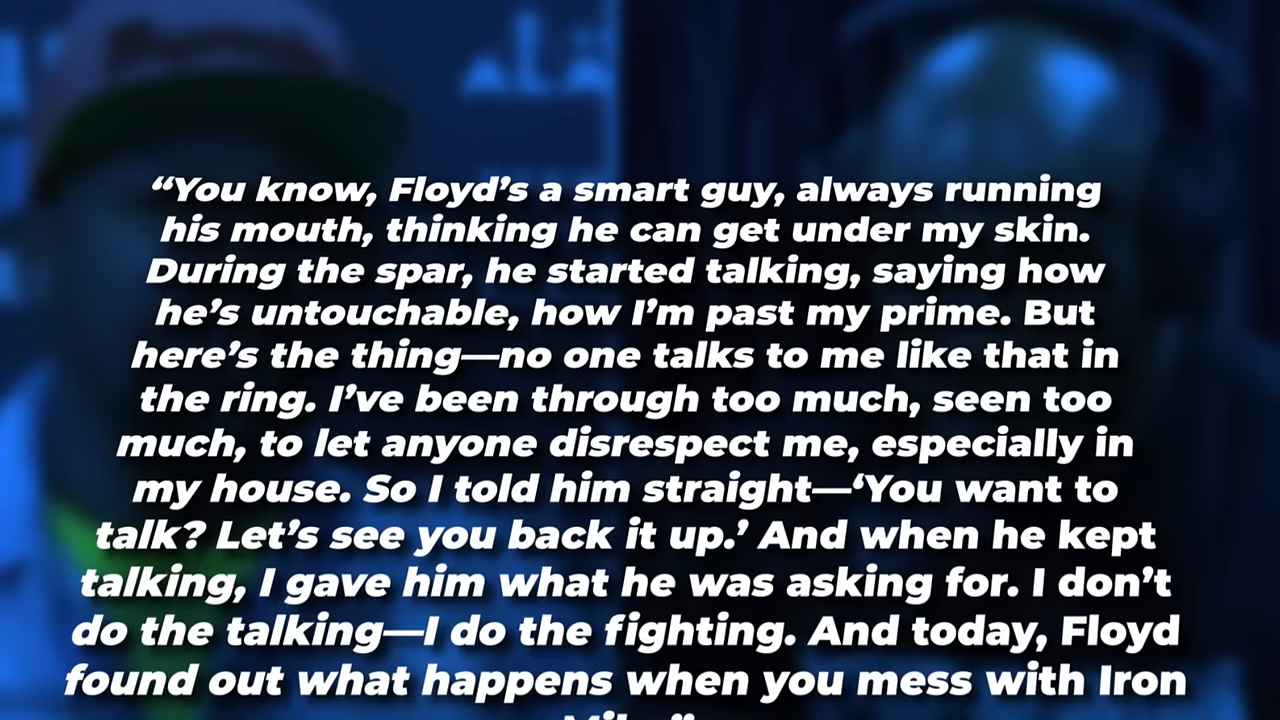 “You know, Floyd’s a smart guy, always running
his mouth, thinking he can get under my skin.
During the spar, he started talking, saying how
he’s untouchable, how I’m past my prime. But
here’s the thing—no one talks to me like that in
the ring. I’ve been through too much, seen too
much, to let anyone disrespect me, especially in
my house. So I told him straight—‘You want to
talk? Let’s see you back it up.’ And when he kept
talking, I gave him what he was asking for. I don’t
do the talking—I do the fighting. And today, Floyd
found out what happens when you mess with Iron